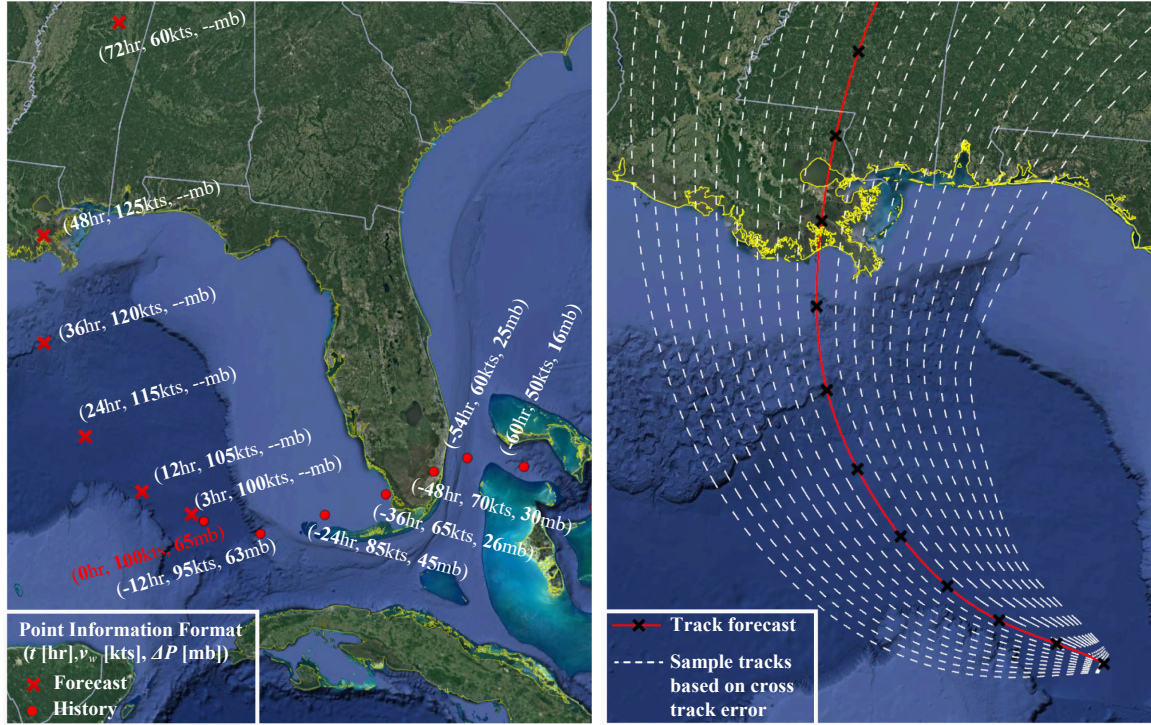 (72hr, 60kts, --mb)
(48hr, 125kts, --mb)
(36hr, 120kts, --mb)
(24hr, 115kts, --mb)
(12hr, 105kts, --mb)
(3hr, 100kts, --mb)
(0hr, 100kts, 65mb)
(-12hr, 95kts, 63mb)
(-24hr, 85kts, 45mb)
(-36hr, 65kts, 26mb)
(-48hr, 70kts, 30mb)
(-54hr, 60kts, 25mb)
(-60hr, 50kts, 16mb)
Point Information Format
(t [hr],v_w [kts], ΔP [mb])
Forecast
History
Track forecast
Sample tracks
based on cross
track error